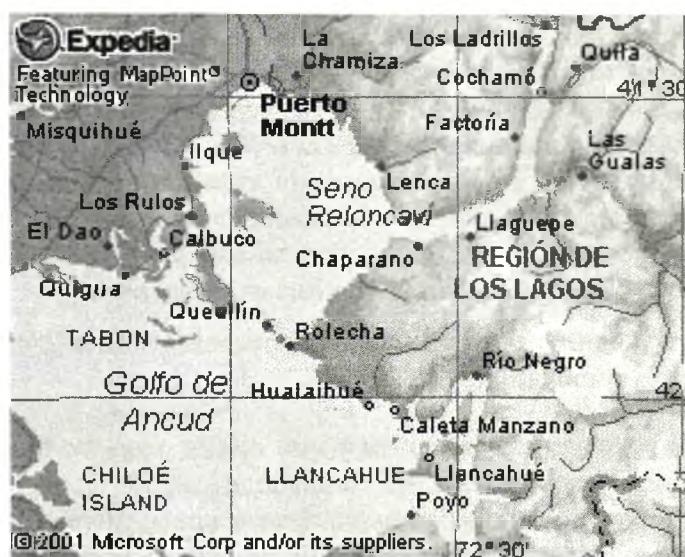 Expedia
Featuring MapPoint®
Technology
La
Chamiza
Los Ladrillos
Quila
Cochamó
41°30
Puerto
Montt
Misquihué
Factoría
Las
Gualas
Ilque
Lenca
Seno
Reloncaví
Los Rulos
El Dao
Calbuco
Llaguepe
Chaparano
REGIÓN DE
LOS LAGOS
Quigua
Quellín
TABON
Rolecha
Río Negro
Golfo de
Ancud
Hualaihué
42
Caleta Manzano
CHILOÉ
ISLAND
LLANCAHUE
Llancahué
Poyo
©2001 Microsoft Corp and/or its suppliers.
72°30'